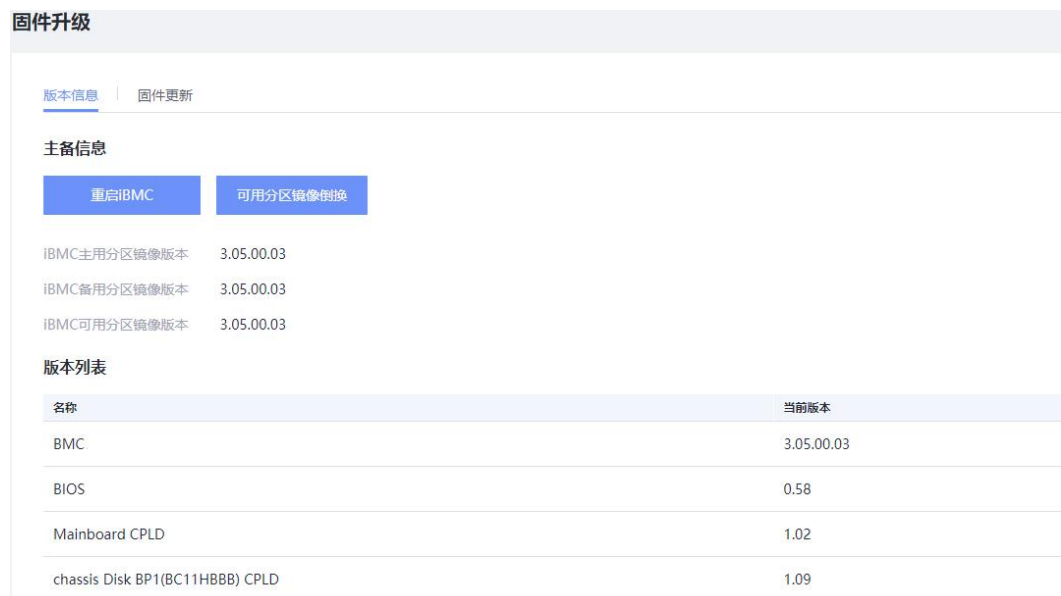 固件升级
版本信息 固件更新
主备信息
重启iBMC 可用分区镜像倒换
iBMC主用分区镜像版本 3.05.00.03
iBMC备用分区镜像版本 3.05.00.03
iBMC可用分区镜像版本 3.05.00.03
版本列表
名称 当前版本
BMC 3.05.00.03
BIOS 0.58
Mainboard CPLD 1.02
chassis Disk BP1(BC11HBBB) CPLD 1.09